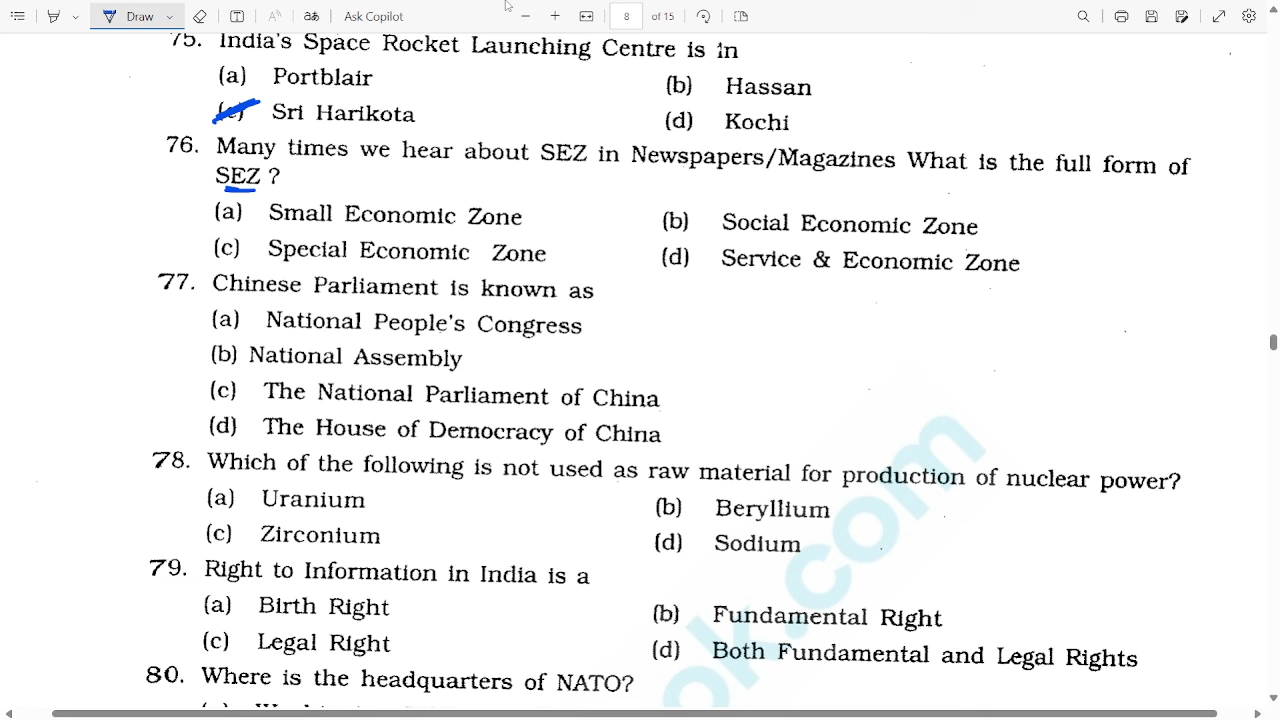 Draw
Ask Copilot
8 of 15
75. India's Space Rocket Launching Centre is in
(a) Portblair (b) Hassan
(c) Sri Harikota (d) Kochi
76. Many times we hear about SEZ in Newspapers/Magazines What is the full form of
SEZ ?
(a) Small Economic Zone (b) Social Economic Zone
(c) Special Economic Zone (d) Service & Economic Zone
77. Chinese Parliament is known as
(a) National People's Congress
(b) National Assembly
(c) The National Parliament of China
(d) The House of Democracy of China
78. Which of the following is not used as raw material for production of nuclear power?
(a) Uranium (b) Beryllium
(c) Zirconium (d) Sodium
79. Right to Information in India is a
(a) Birth Right (b) Fundamental Right
(c) Legal Right (d) Both Fundamental and Legal Rights
80. Where is the headquarters of NATO?
ok.com